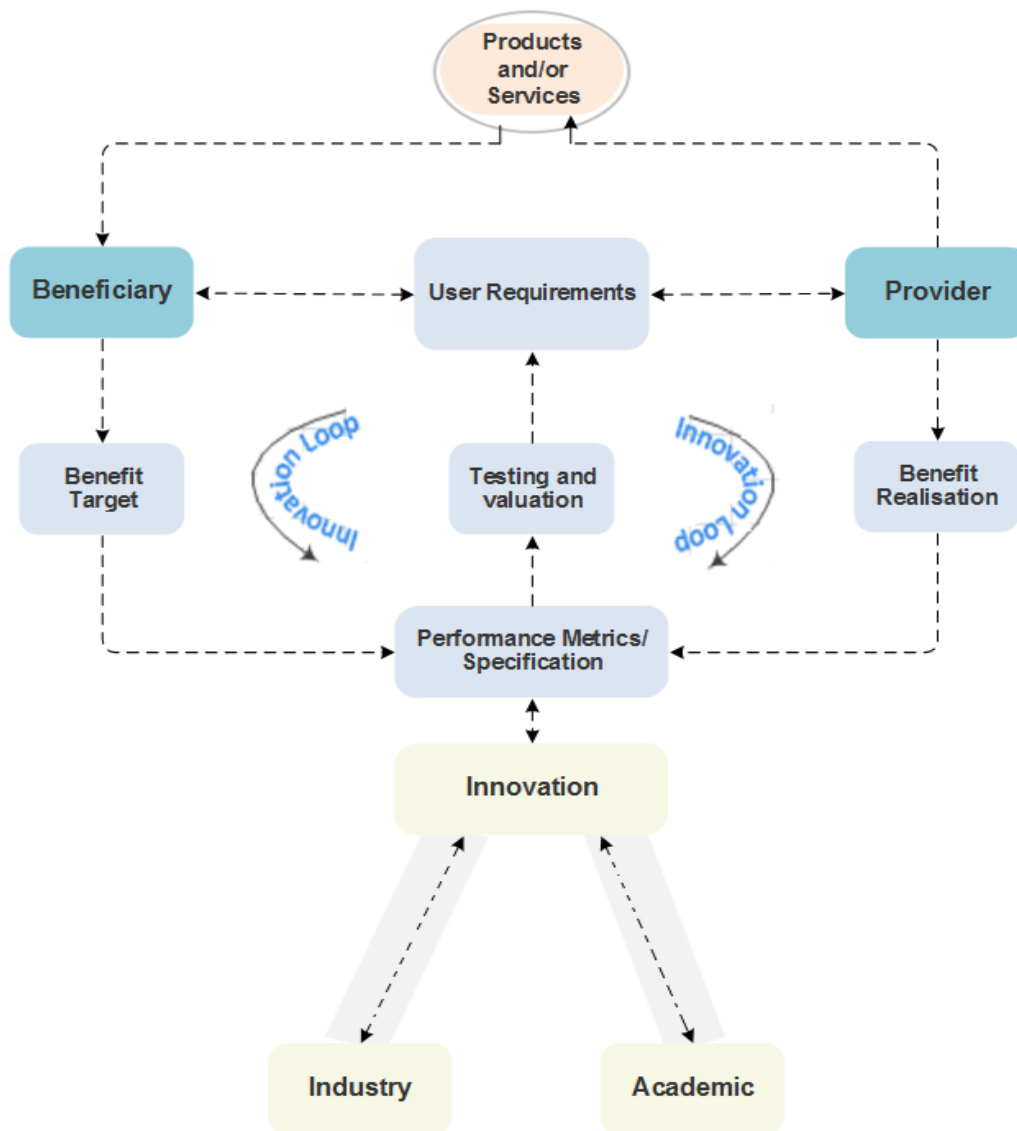 Products
and/or
Services
Beneficiary
User Requirements
Provider
Innovation Loop
Innovation Loop
Benefit
Target
Testing and
valuation
Benefit
Realisation
Performance Metrics/
Specification
Innovation
Industry
Academic